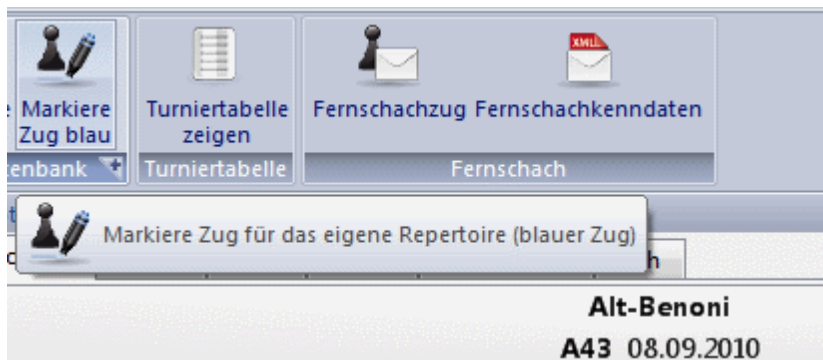 Markiere
Zug blau
Turniertabelle
zeigen
Fernschachzug
XML
Fernschachkenndaten
Turniertabelle
Fernschach
Markiere Zug für das eigene Repertoire (blauer Zug)
Alt-Benoni
A43 08.09.2010